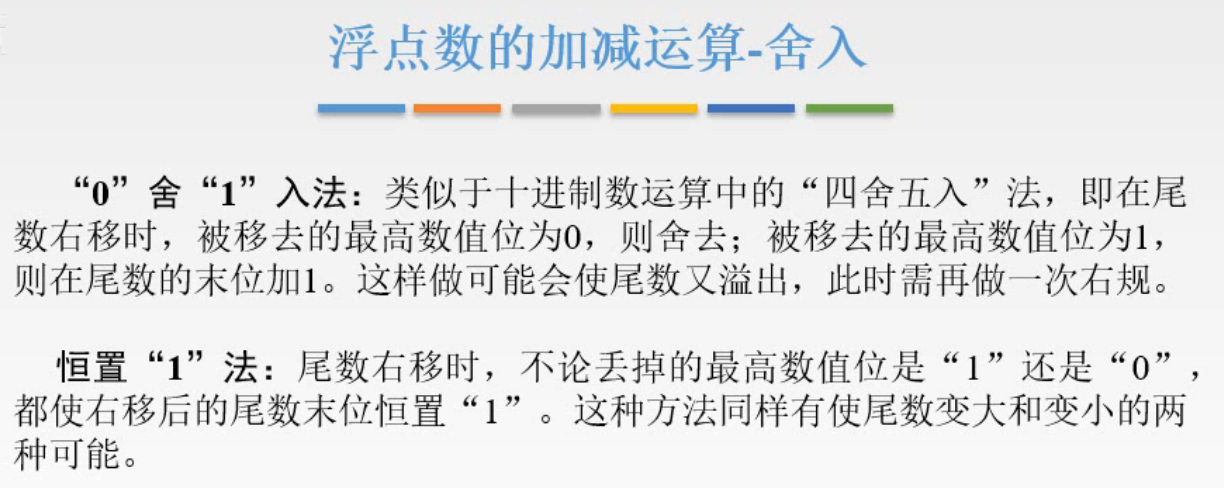 浮点数的加减运算-舍入
“0”舍“1”入法：类似于十进制数运算中的“四舍五入”法，即在尾
数右移时，被移去的最高数值位为0，则舍去；被移去的最高数值位为1，
则在尾数的末位加1。这样做可能会使尾数又溢出，此时需再做一次右规。
恒置“1”法：尾数右移时，不论丢掉的最高数值位是“1”还是“0”，
都使右移后的尾数末位恒置“1”。这种方法同样有使尾数变大和变小的两
种可能。